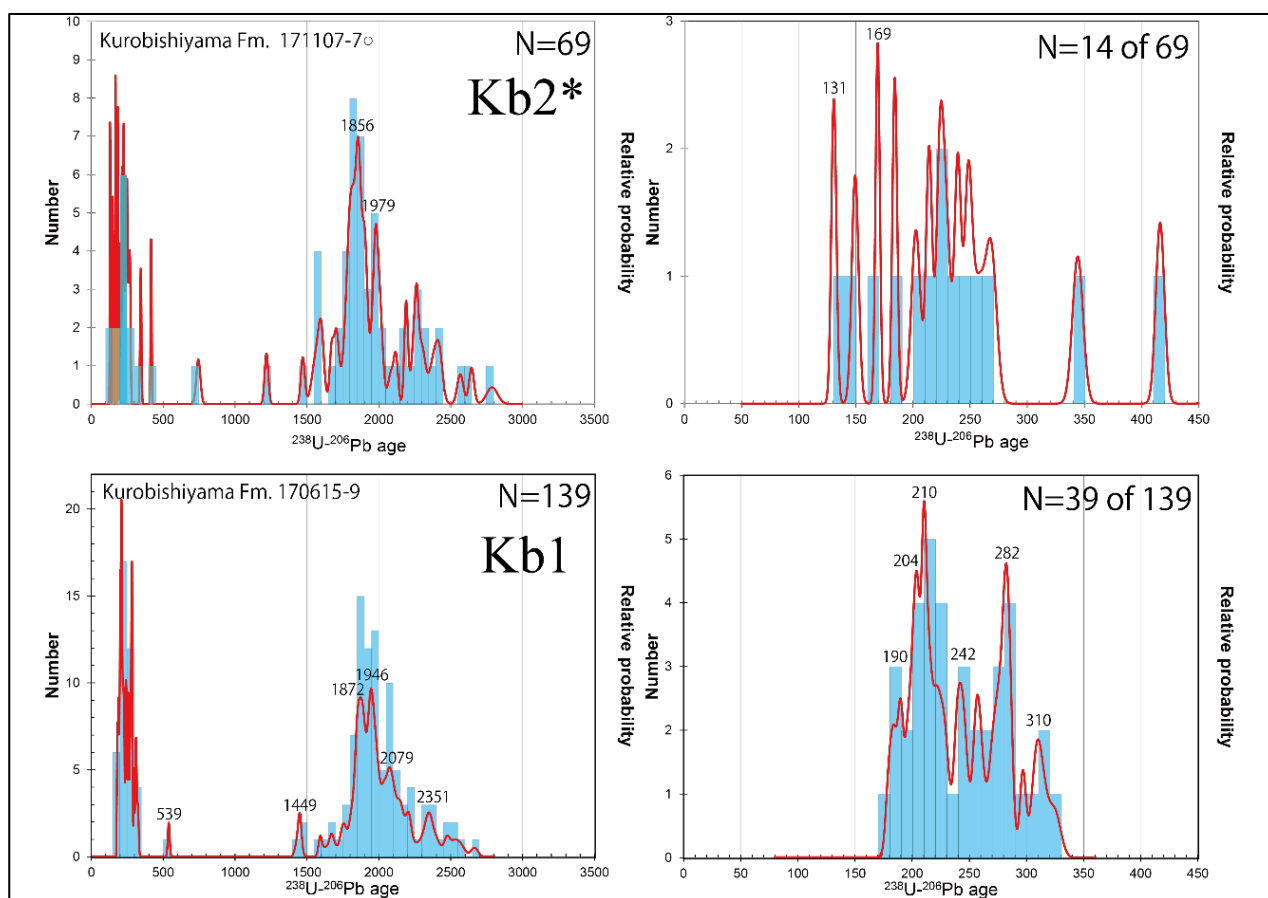 Kurobishiyama Fm. 171107-7○
N=69
Kb2*
1856
1979
Number
Relative probability
10
9
8
7
6
5
4
3
2
1
0
0 500 1000 1500 2000 2500 3000 3500
238U-206Pb age
N=14 of 69
131
169
Number
Relative probability
3
2
1
0
0 50 100 150 200 250 300 350 400 450
238U-206Pb age
Kurobishiyama Fm. 170615-9
N=139
Kb1
539
1449
1872
1946
2079
2351
Number
Relative probability
20
15
10
5
0
0 500 1000 1500 2000 2500 3000 3500
238U-206Pb age
N=39 of 139
190
204
210
242
282
310
Number
Relative probability
6
5
4
3
2
1
0
0 50 100 150 200 250 300 350 400 450
238U-206Pb age